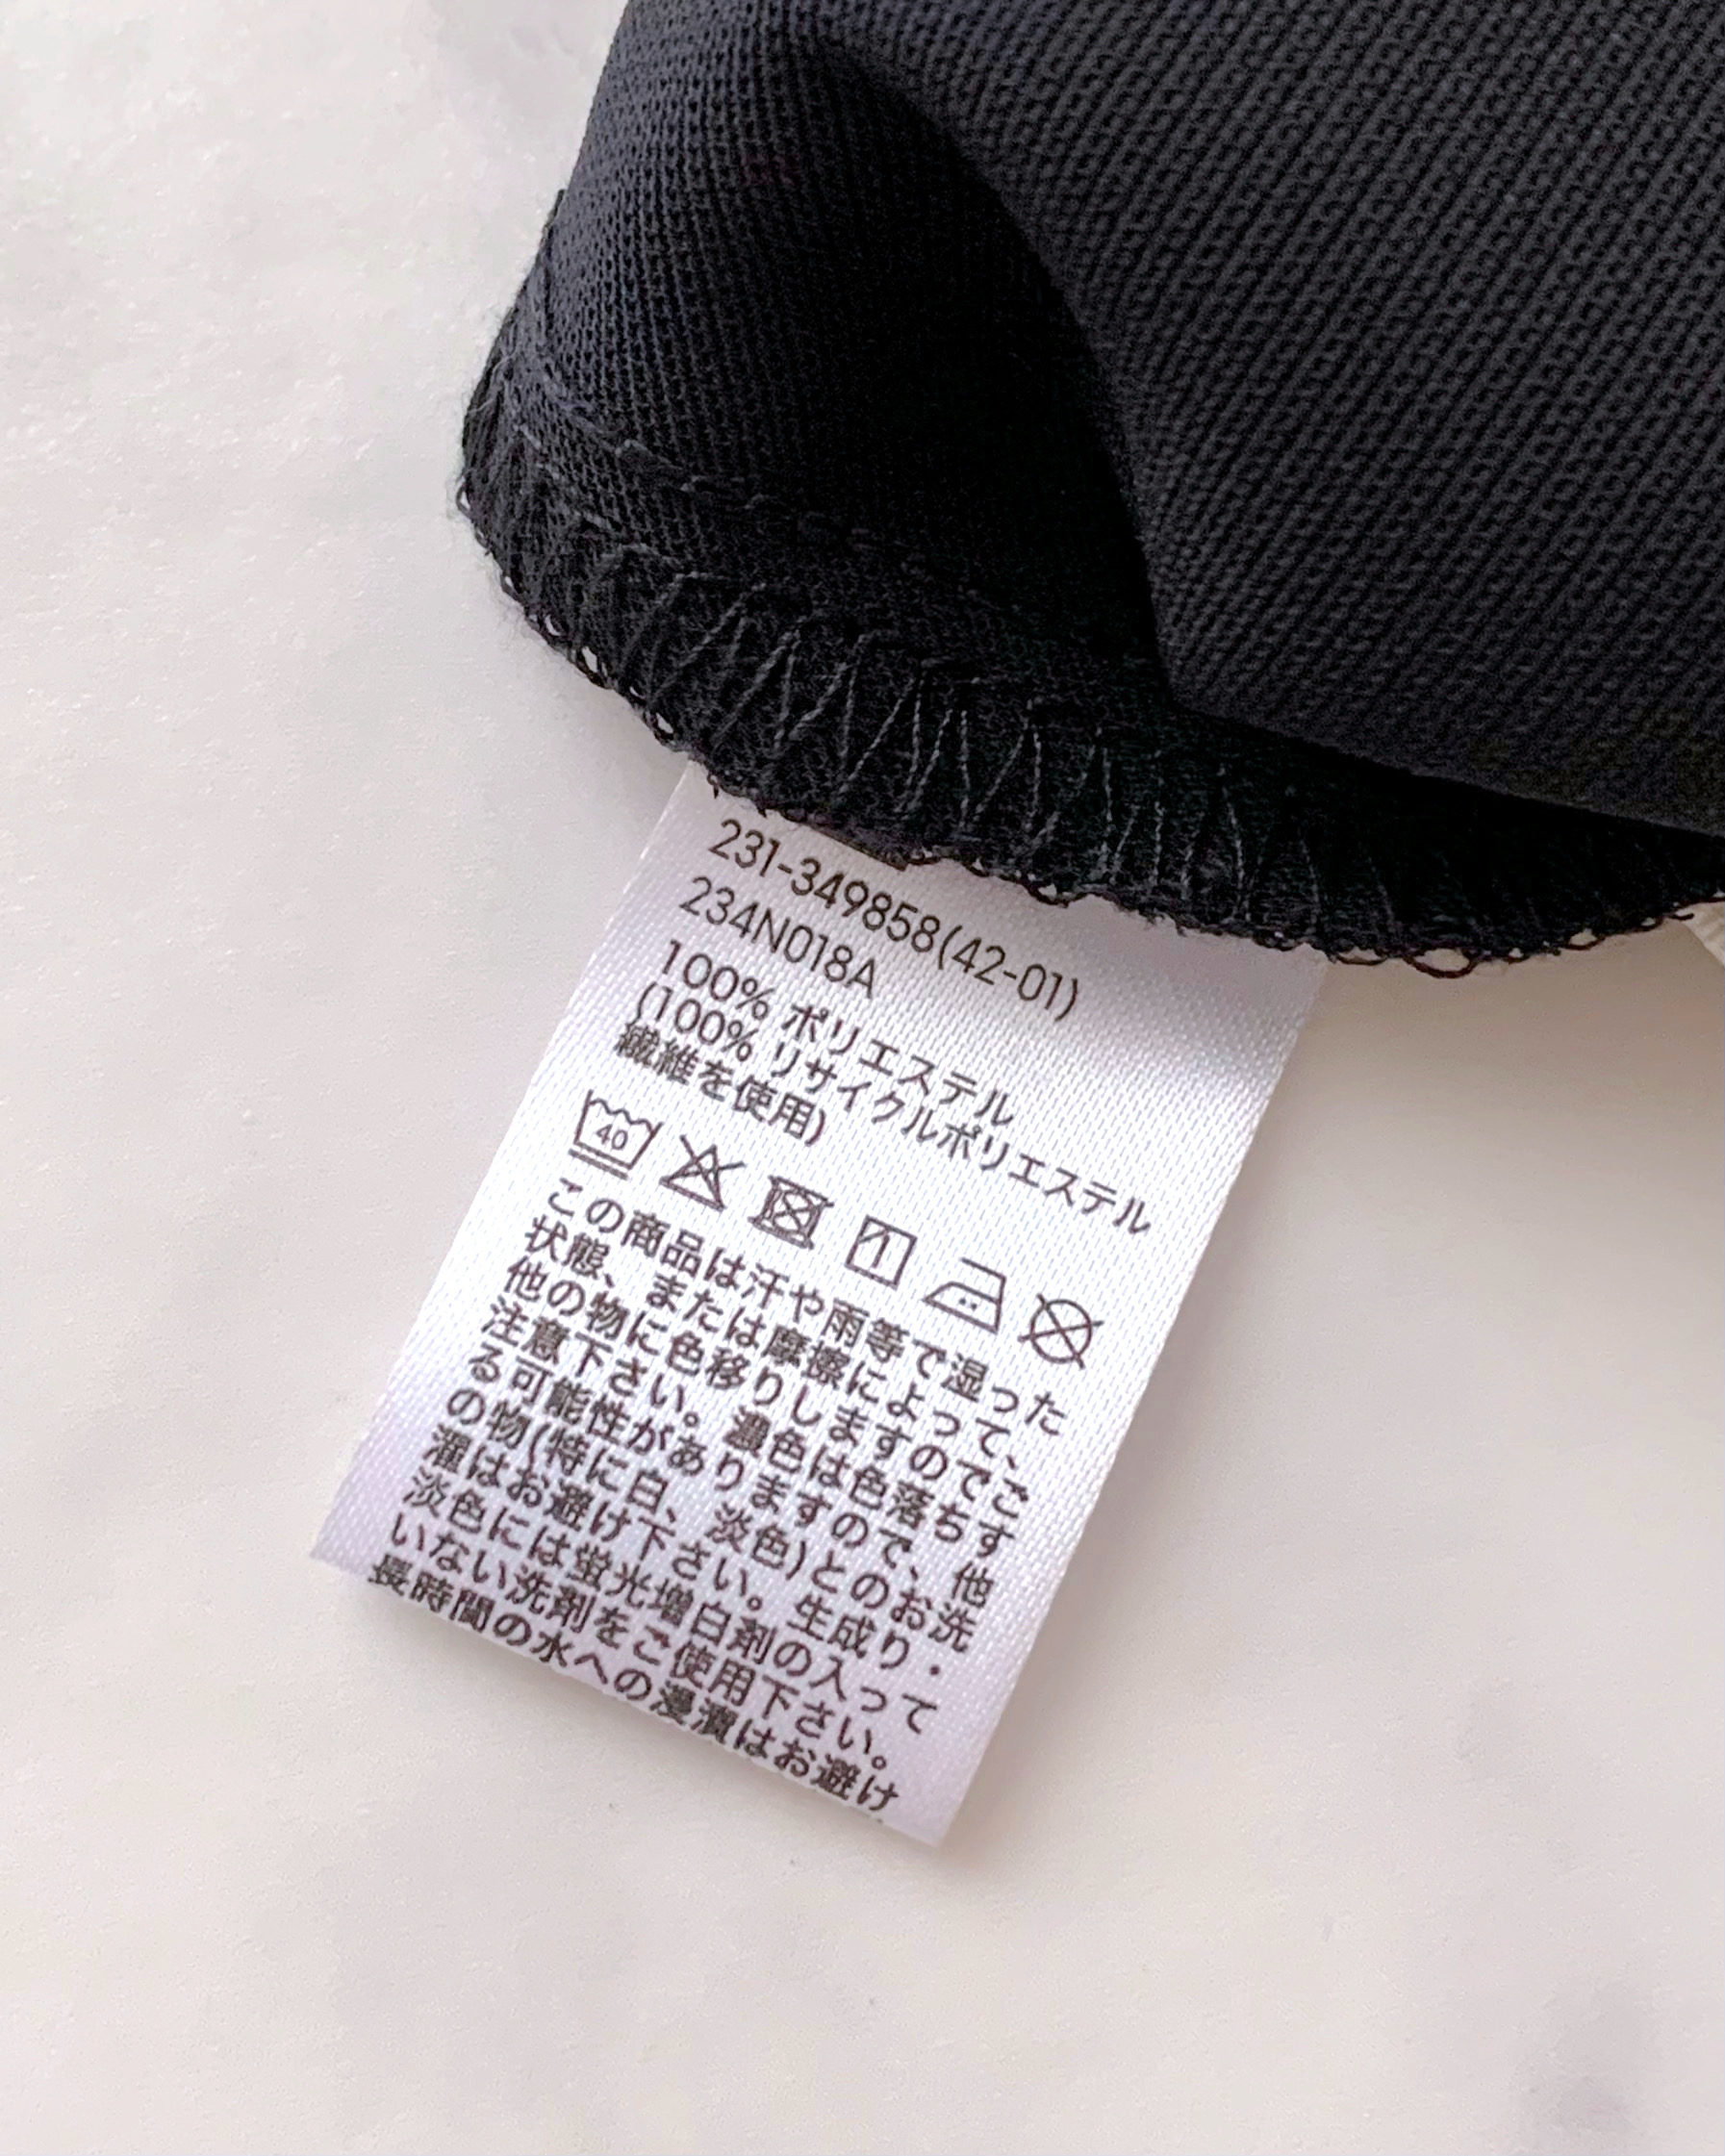 231-349858(42-01)
234N018A
100% ポリエステル
(100% リサイクルポリエステル
繊維を使用)
40
この商品は汗や雨等で湿った
状態、または摩擦によって、
他の物に色移りしますのでご
注意下さい。濃色は色落ちす
る可能性がありますので、他
の物(特に白、淡色)とのお洗
濯はお避け下さい。生成り・
淡色には蛍光増白剤の入って
いない洗剤をご使用下さい。
長時間の水への浸漬はお避け